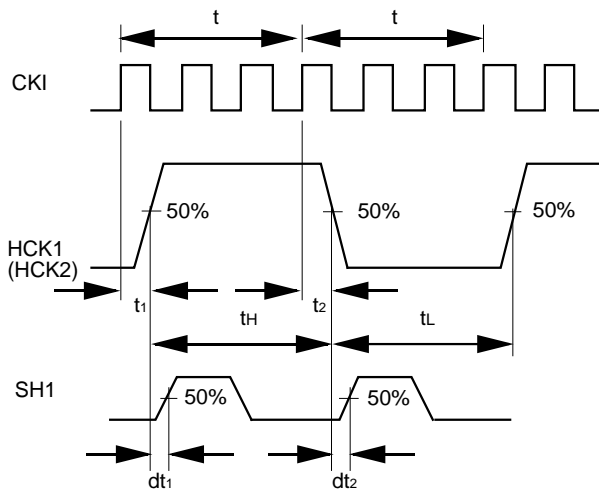 t t
CKI
50% 50% 50%
HCK1
(HCK2)
t1 t2
tH tL
SH1
50% 50%
dt1 dt2